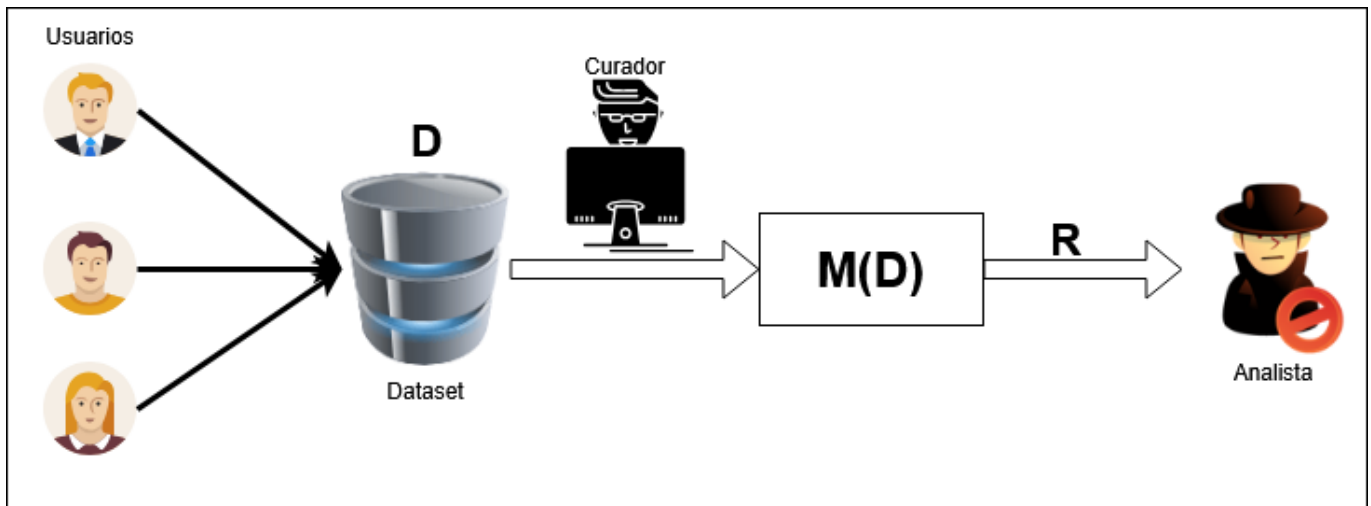 Usuarios
Curador
D
M(D)
R
Dataset
Analista